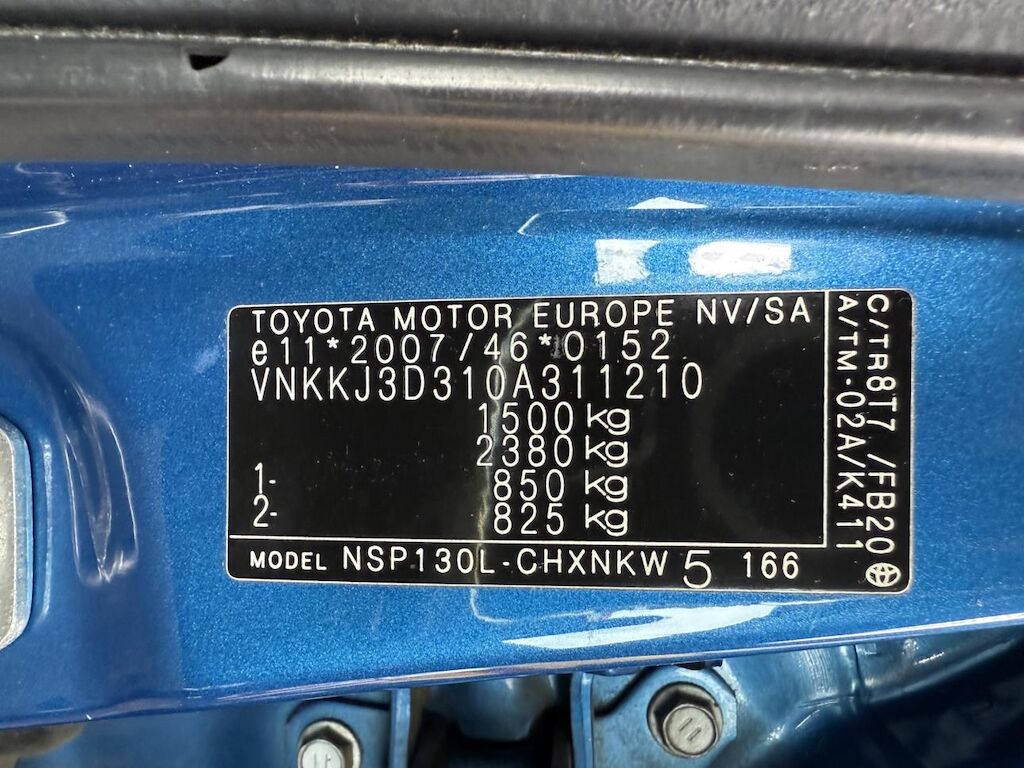 TOYOTA MOTOR EUROPE NV/SA
e11*2007/46*0152
VNKKJ3D310A311210
1500 kg
2380 kg
1- 850 kg
2- 825 kg
MODEL NSP130L-CHXNKW 5 166
C/TR8T7 /FB20
A/TM-02A/K411